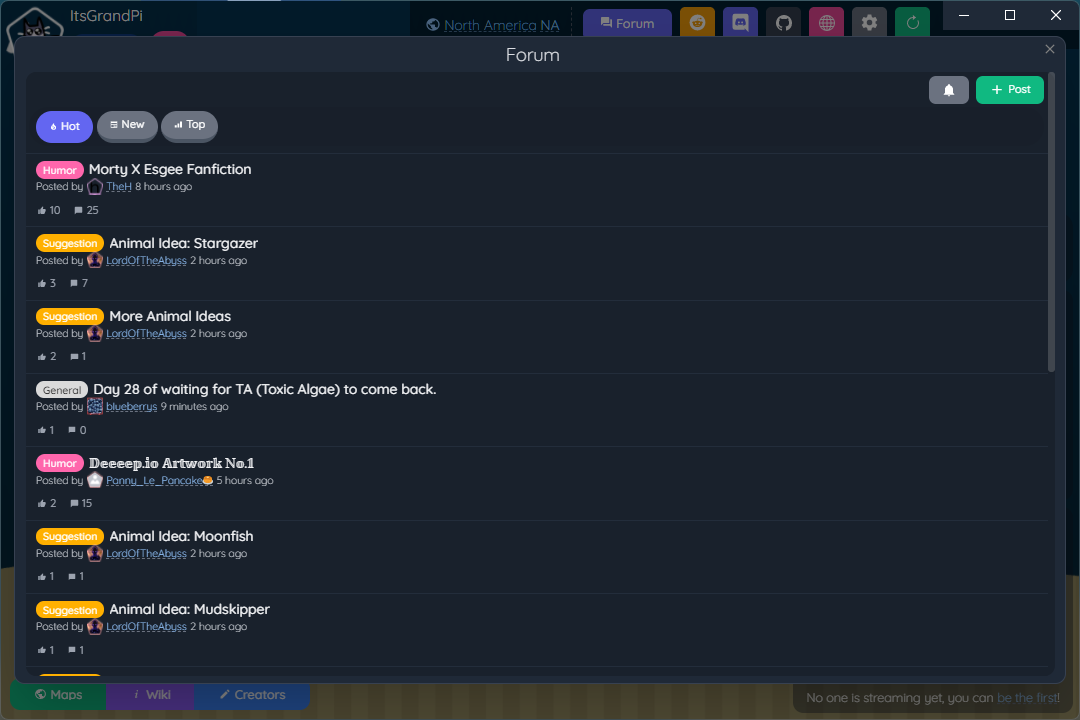 ItsGrandPi
North America NA
Forum
Forum
Post
Hot
New
Top
Humor Morty X Esgee Fanfiction
Posted by TheH 8 hours ago
10 25
Suggestion Animal Idea: Stargazer
Posted by LordOfTheAbyss 2 hours ago
3 7
Suggestion More Animal Ideas
Posted by LordOfTheAbyss 2 hours ago
2 1
General Day 28 of waiting for TA (Toxic Algae) to come back.
Posted by blueberrys 9 minutes ago
1 0
Humor 𝔻𝕖𝕖𝕖𝕖𝕡.𝕚𝕠 𝔸𝕣𝕥𝕨𝕠𝕣𝕜 ℕ𝕠.𝟙
Posted by Panny_Le_Pancake🥞 5 hours ago
2 15
Suggestion Animal Idea: Moonfish
Posted by LordOfTheAbyss 2 hours ago
1 1
Suggestion Animal Idea: Mudskipper
Posted by LordOfTheAbyss 2 hours ago
1 1
Maps
Wiki
Creators
No one is streaming yet, you can be the first!